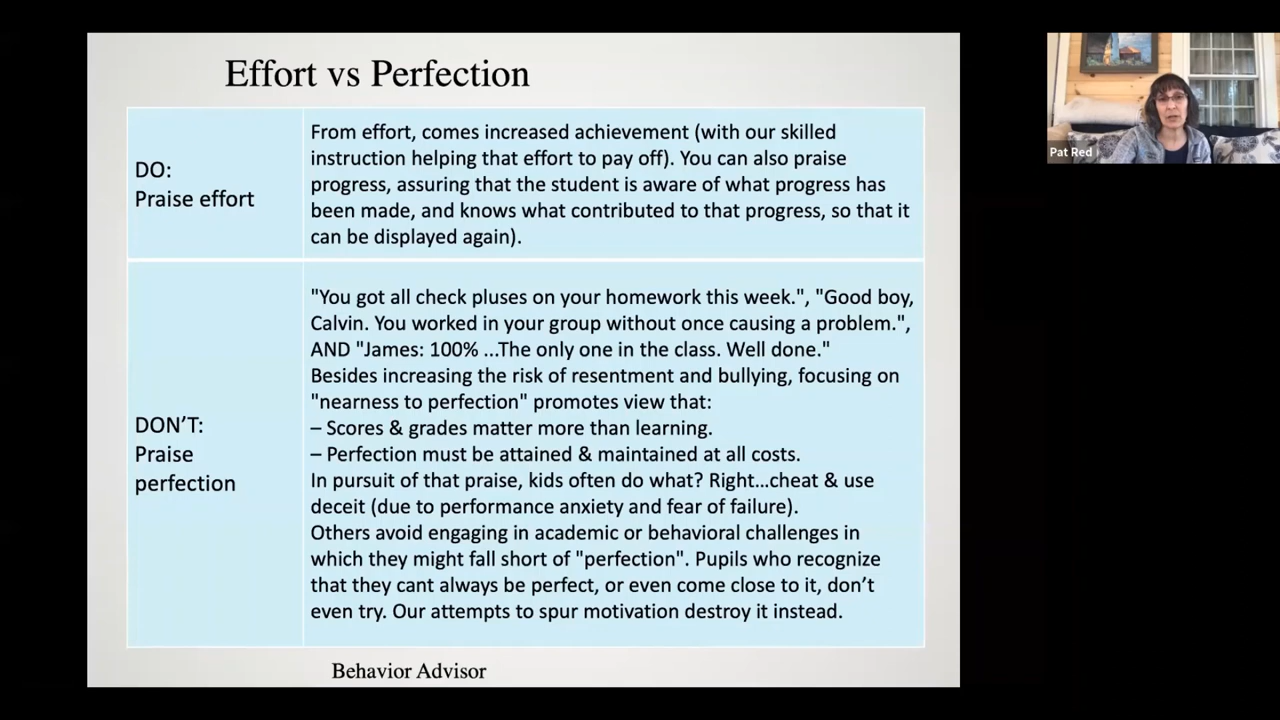 Effort vs Perfection
DO:
Praise effort
From effort, comes increased achievement (with our skilled
instruction helping that effort to pay off). You can also praise
progress, assuring that the student is aware of what progress has
been made, and knows what contributed to that progress, so that it
can be displayed again).
DON’T:
Praise
perfection
"You got all check pluses on your homework this week.", "Good boy,
Calvin. You worked in your group without once causing a problem.",
AND "James: 100% ...The only one in the class. Well done."
Besides increasing the risk of resentment and bullying, focusing on
"nearness to perfection" promotes view that:
– Scores & grades matter more than learning.
– Perfection must be attained & maintained at all costs.
In pursuit of that praise, kids often do what? Right…cheat & use
deceit (due to performance anxiety and fear of failure).
Others avoid engaging in academic or behavioral challenges in
which they might fall short of "perfection". Pupils who recognize
that they cant always be perfect, or even come close to it, don’t
even try. Our attempts to spur motivation destroy it instead.
Behavior Advisor
Pat Red